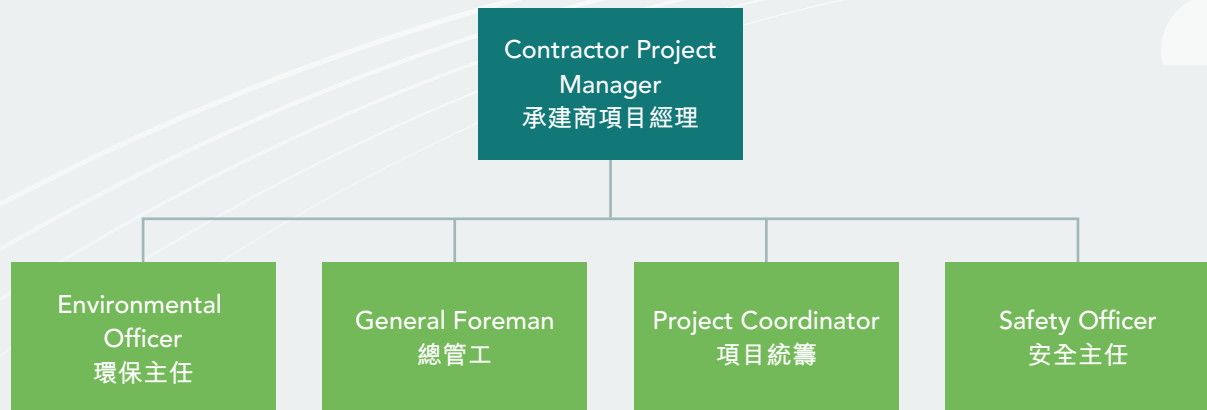 Contractor Project
Manager
承建商項目經理
Environmental
Officer
環保主任
General Foreman
總管工
Project Coordinator
項目統籌
Safety Officer
安全主任